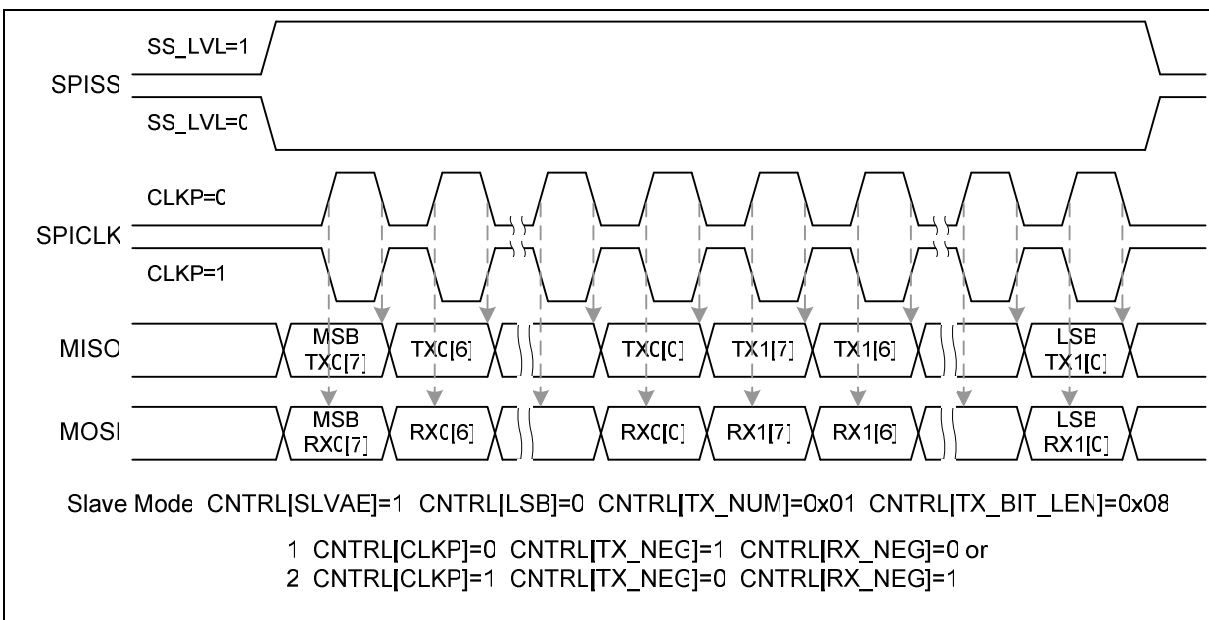 SS_LVL=1
SPISS
SS_LVL=0
CLKP=0
SPICLK
CLKP=1
MISO
MSB
TX0[7]
TX0[6]
TX0[0]
TX1[7]
TX1[6]
LSB
TX1[0]
MOSI
MSB
RX0[7]
RX0[6]
RX0[0]
RX1[7]
RX1[6]
LSB
RX1[0]
Slave Mode CNTRL[SLVAE]=1 CNTRL[LSB]=0 CNTRL[TX_NUM]=0x01 CNTRL[TX_BIT_LEN]=0x08
1 CNTRL[CLKP]=0 CNTRL[TX_NEG]=1 CNTRL[RX_NEG]=0 or
2 CNTRL[CLKP]=1 CNTRL[TX_NEG]=0 CNTRL[RX_NEG]=1